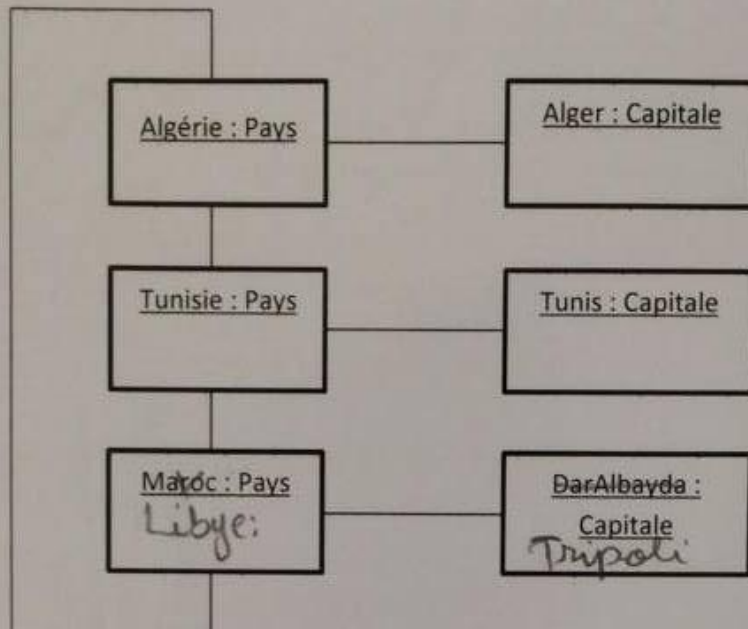 Algérie : Pays
Alger : Capitale
Tunisie : Pays
Tunis : Capitale
Maroc : Pays
Libye:
DarAlbayda :
Capitale
Tripoli